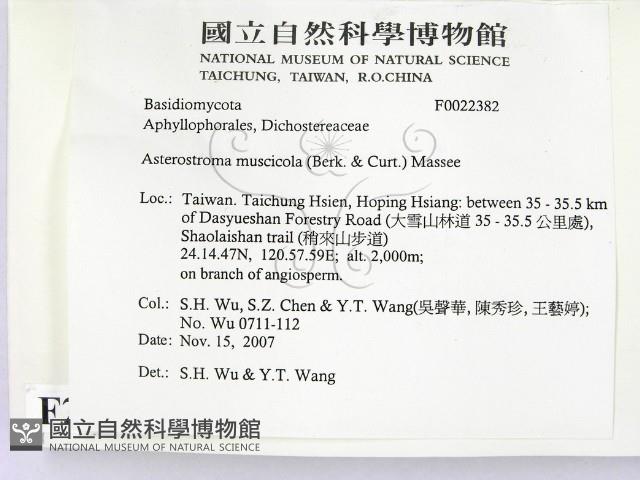 國立自然科學博物館
NATIONAL MUSEUM OF NATURAL SCIENCE
TAICHUNG, TAIWAN, R.O.CHINA
Basidiomycota F0022382
Aphyllophorales, Dichostereaceae
Asterostroma muscicola (Berk. & Curt.) Massee
Loc.: Taiwan. Taichung Hsien, Hoping Hsiang: between 35 - 35.5 km
of Dasyueshan Forestry Road (大雪山林道 35 - 35.5 公里處),
Shaolaishan trail (稍來山步道)
24.14.47N, 120.57.59E; alt. 2,000m;
on branch of angiosperm.
Col.: S.H. Wu, S.Z. Chen & Y.T. Wang(吳聲華, 陳秀珍, 王藝婷);
No. Wu 0711-112
Date: Nov. 15, 2007
Det.: S.H. Wu & Y.T. Wang
國立自然科學博物館
NATIONAL MUSEUM OF NATURAL SCIENCE